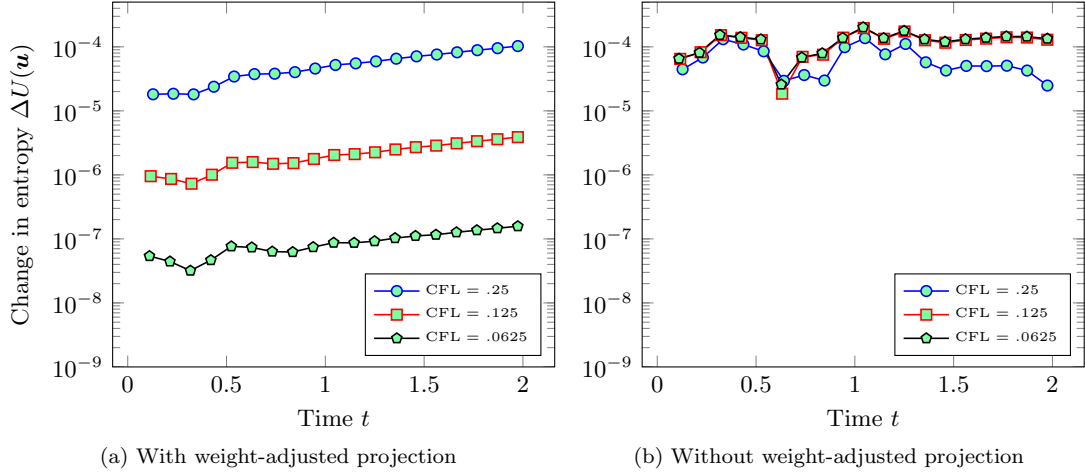 Change in entropy ΔU(u)
10⁻⁴
10⁻⁵
10⁻⁶
10⁻⁷
10⁻⁸
10⁻⁹
CFL = .25
CFL = .125
CFL = .0625
0 0.5 1 1.5 2
Time t
(a) With weight-adjusted projection
10⁻⁴
10⁻⁵
10⁻⁶
10⁻⁷
10⁻⁸
10⁻⁹
CFL = .25
CFL = .125
CFL = .0625
0 0.5 1 1.5 2
Time t
(b) Without weight-adjusted projection